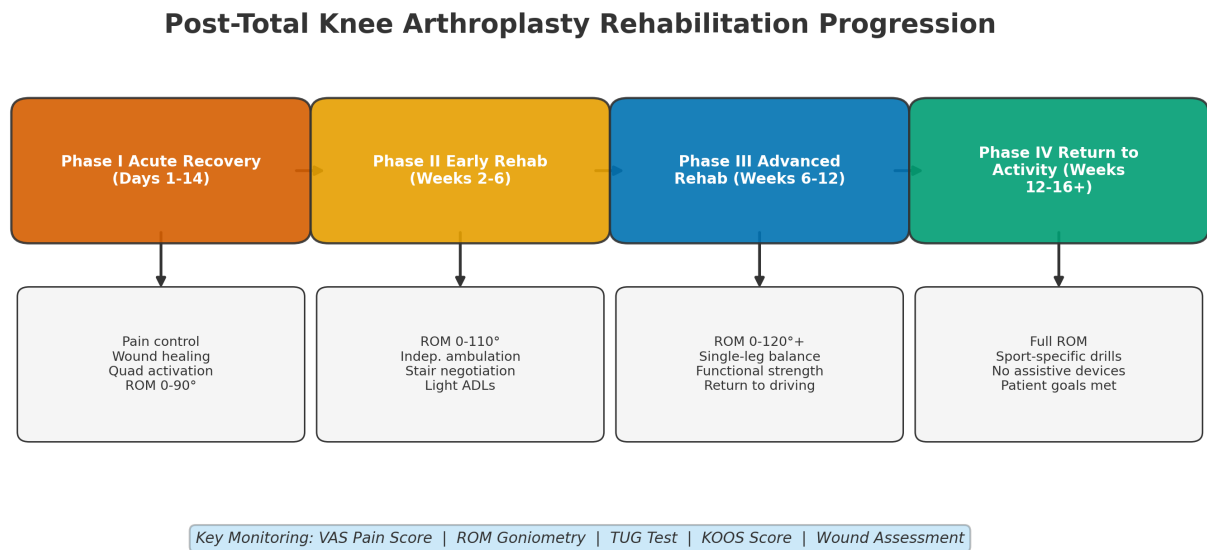 Post-Total Knee Arthroplasty Rehabilitation Progression
Phase I Acute Recovery
(Days 1-14)
Phase II Early Rehab
(Weeks 2-6)
Phase III Advanced
Rehab (Weeks 6-12)
Phase IV Return to
Activity (Weeks
12-16+)
Pain control
Wound healing
Quad activation
ROM 0-90°
ROM 0-110°
Indep. ambulation
Stair negotiation
Light ADLs
ROM 0-120°+
Single-leg balance
Functional strength
Return to driving
Full ROM
Sport-specific drills
No assistive devices
Patient goals met
Key Monitoring: VAS Pain Score | ROM Goniometry | TUG Test | KOOS Score | Wound Assessment